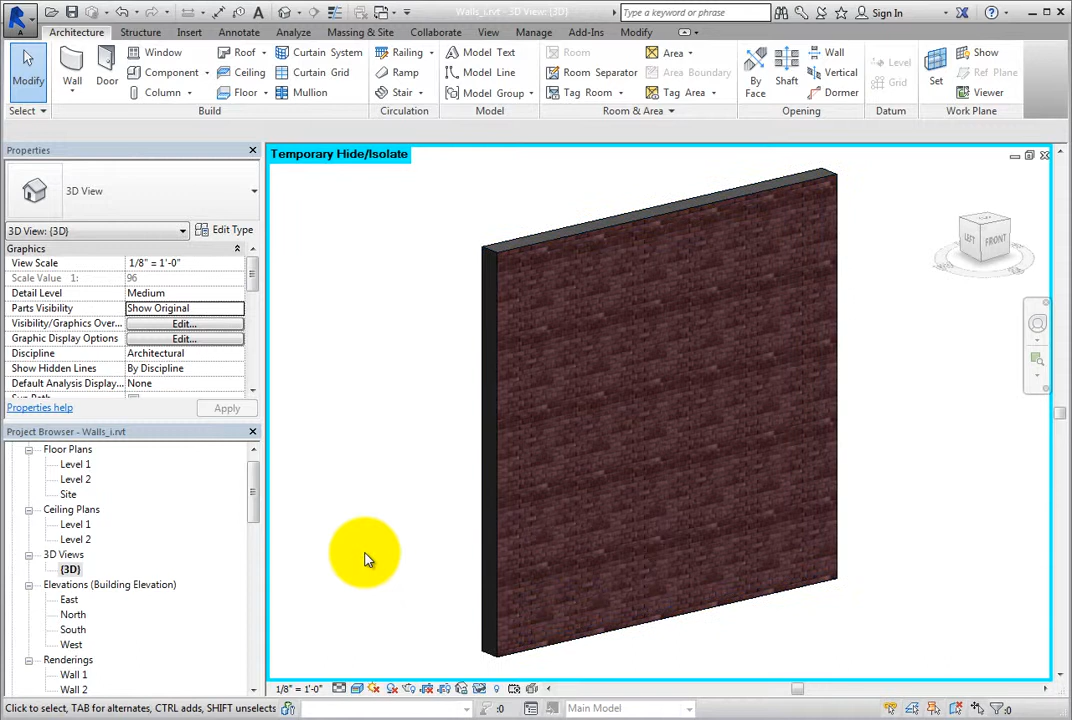 Walls_i.rvt - 3D View: {3D}
Type a keyword or phrase
Sign In
Architecture Structure Insert Annotate Analyze Massing & Site Collaborate View Manage Add-Ins Modify
Modify
Wall
Door
Window
Component
Column
Roof
Ceiling
Floor
Curtain System
Curtain Grid
Mullion
Railing
Ramp
Stair
Model Text
Model Line
Model Group
Room
Room Separator
Tag Room
Area
Area Boundary
Tag Area
By
Face
Shaft
Wall
Vertical
Dormer
Level
Grid
Set
Show
Ref Plane
Viewer
Select Build Circulation Model Room & Area Opening Datum Work Plane
Properties
3D View
3D View: {3D}
Edit Type
Graphics
View Scale 1/8" = 1'-0"
Scale Value 1: 96
Detail Level Medium
Parts Visibility Show Original
Visibility/Graphics Over... Edit...
Graphic Display Options Edit...
Discipline Architectural
Show Hidden Lines By Discipline
Default Analysis Display... None
Properties help
Apply
Project Browser - Walls_i.rvt
Floor Plans
Level 1
Level 2
Site
Ceiling Plans
Level 1
Level 2
3D Views
{3D}
Elevations (Building Elevation)
East
North
South
West
Renderings
Wall 1
Wall 2
Temporary Hide/Isolate
LEFT
FRONT
1/8" = 1'-0"
Click to select, TAB for alternates, CTRL adds, SHIFT unselects
:0
Main Model
:0